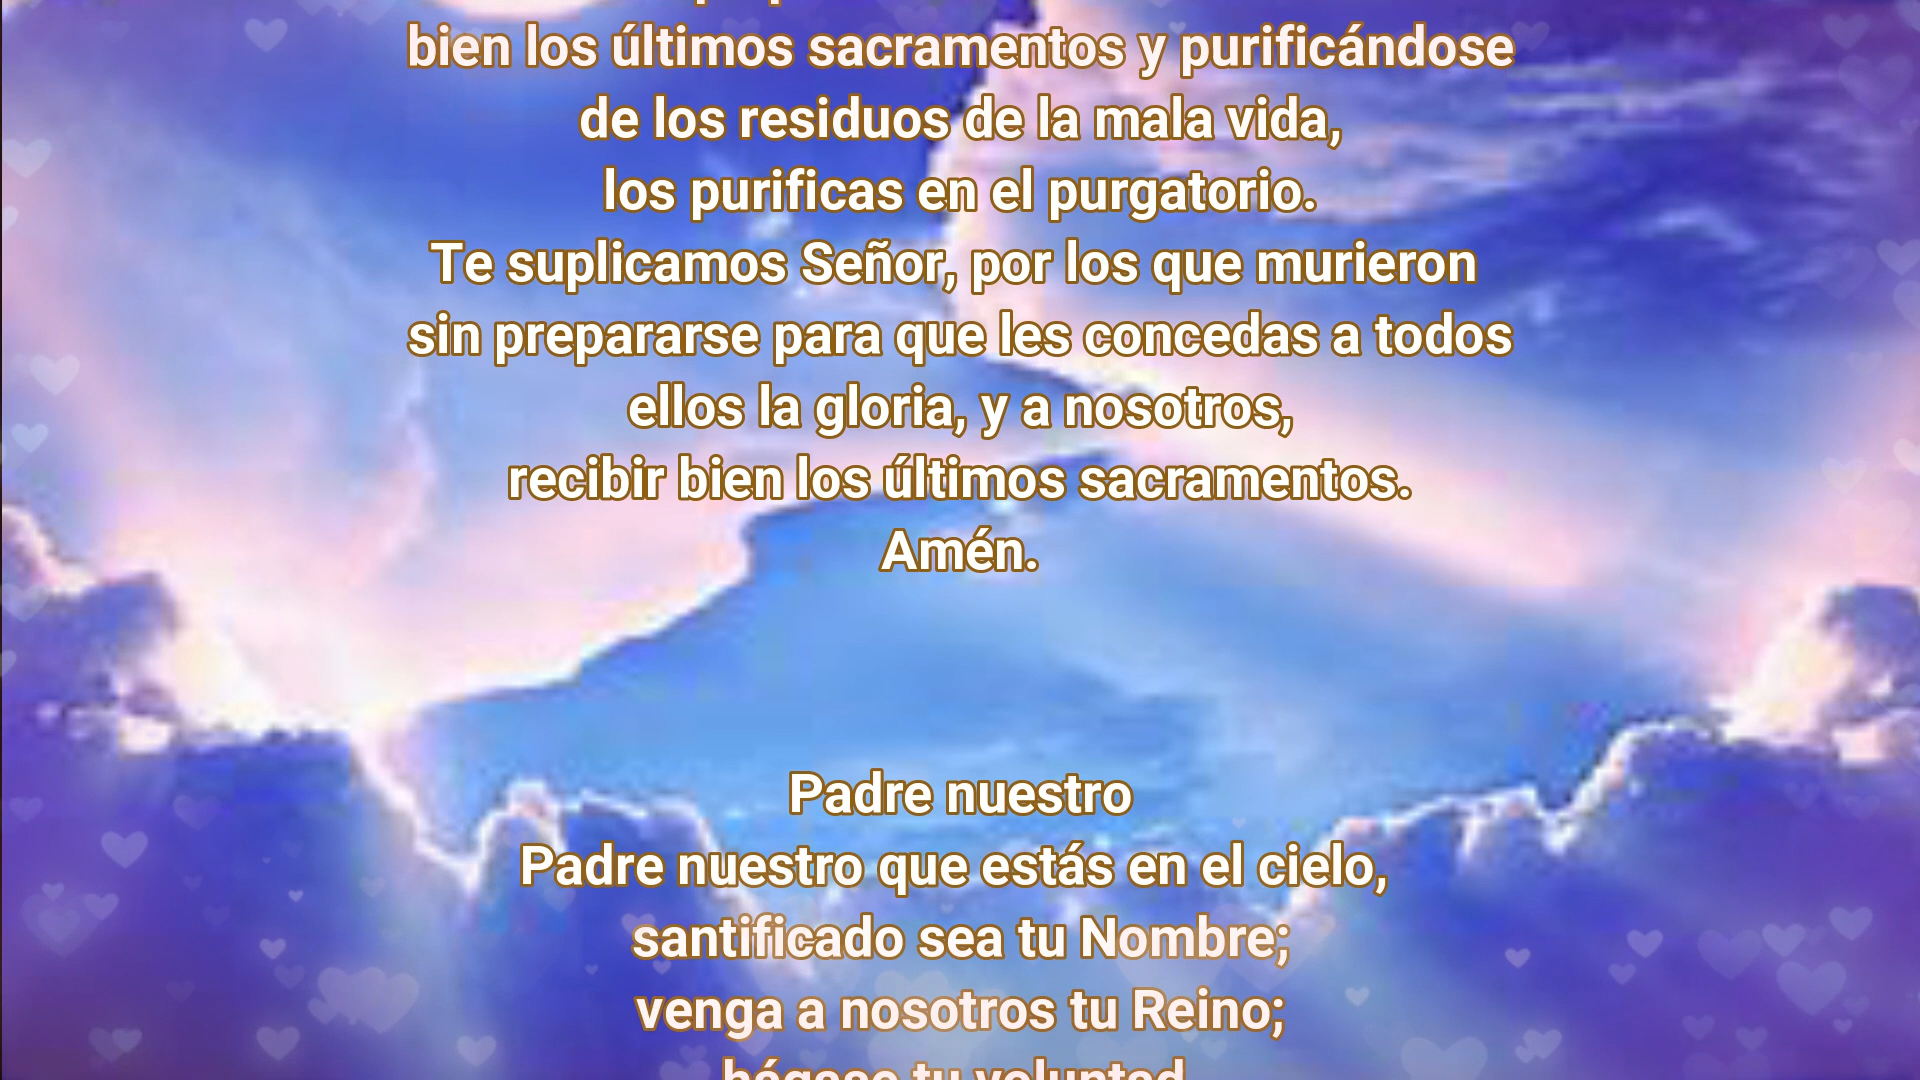 bien los últimos sacramentos y purificándose
de los residuos de la mala vida,
los purificas en el purgatorio.
Te suplicamos Señor, por los que murieron
sin prepararse para que les concedas a todos
ellos la gloria, y a nosotros,
recibir bien los últimos sacramentos.
Amén.
Padre nuestro
Padre nuestro que estás en el cielo,
santificado sea tu Nombre;
venga a nosotros tu Reino;
hágase tu voluntad